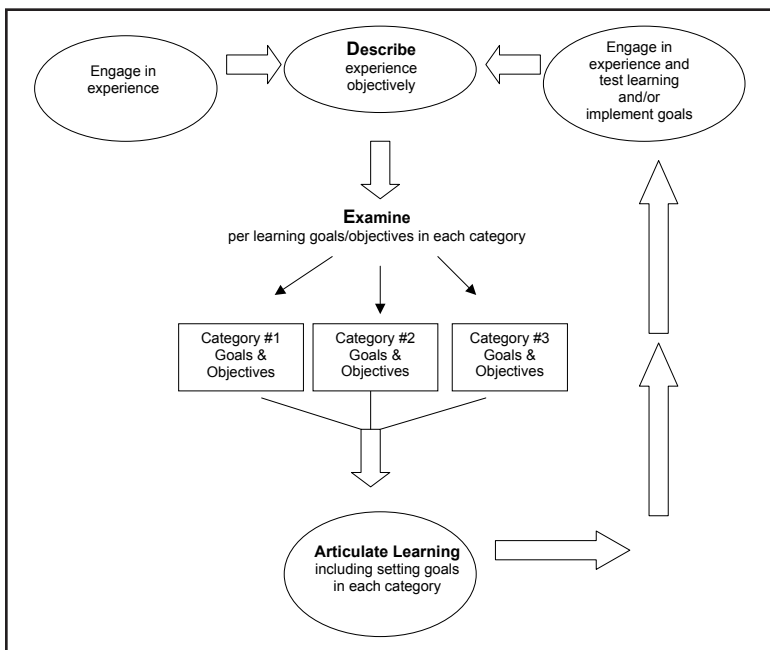 Engage in
experience
Describe
experience
objectively
Engage in
experience and
test learning
and/or
implement goals
Examine
per learning goals/objectives in each category
Category #1
Goals &
Objectives
Category #2
Goals &
Objectives
Category #3
Goals &
Objectives
Articulate Learning
including setting goals
in each category